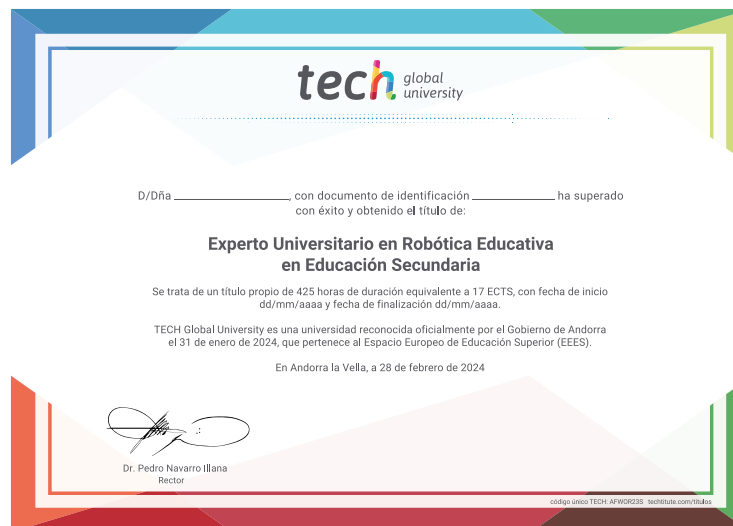 tech global university
D/Dña ____________, con documento de identificación ____________ ha superado
con éxito y obtenido el título de:
Experto Universitario en Robótica Educativa
en Educación Secundaria
Se trata de un título propio de 425 horas de duración equivalente a 17 ECTS, con fecha de inicio
dd/mm/aaaa y fecha de finalización dd/mm/aaaa.
TECH Global University es una universidad reconocida oficialmente por el Gobierno de Andorra
el 31 de enero de 2024, que pertenece al Espacio Europeo de Educación Superior (EEES).
En Andorra la Vella, a 28 de febrero de 2024
Dr. Pedro Navarro Illana
Rector
código único TECH: AFWOR23S techtitute.com/titulos